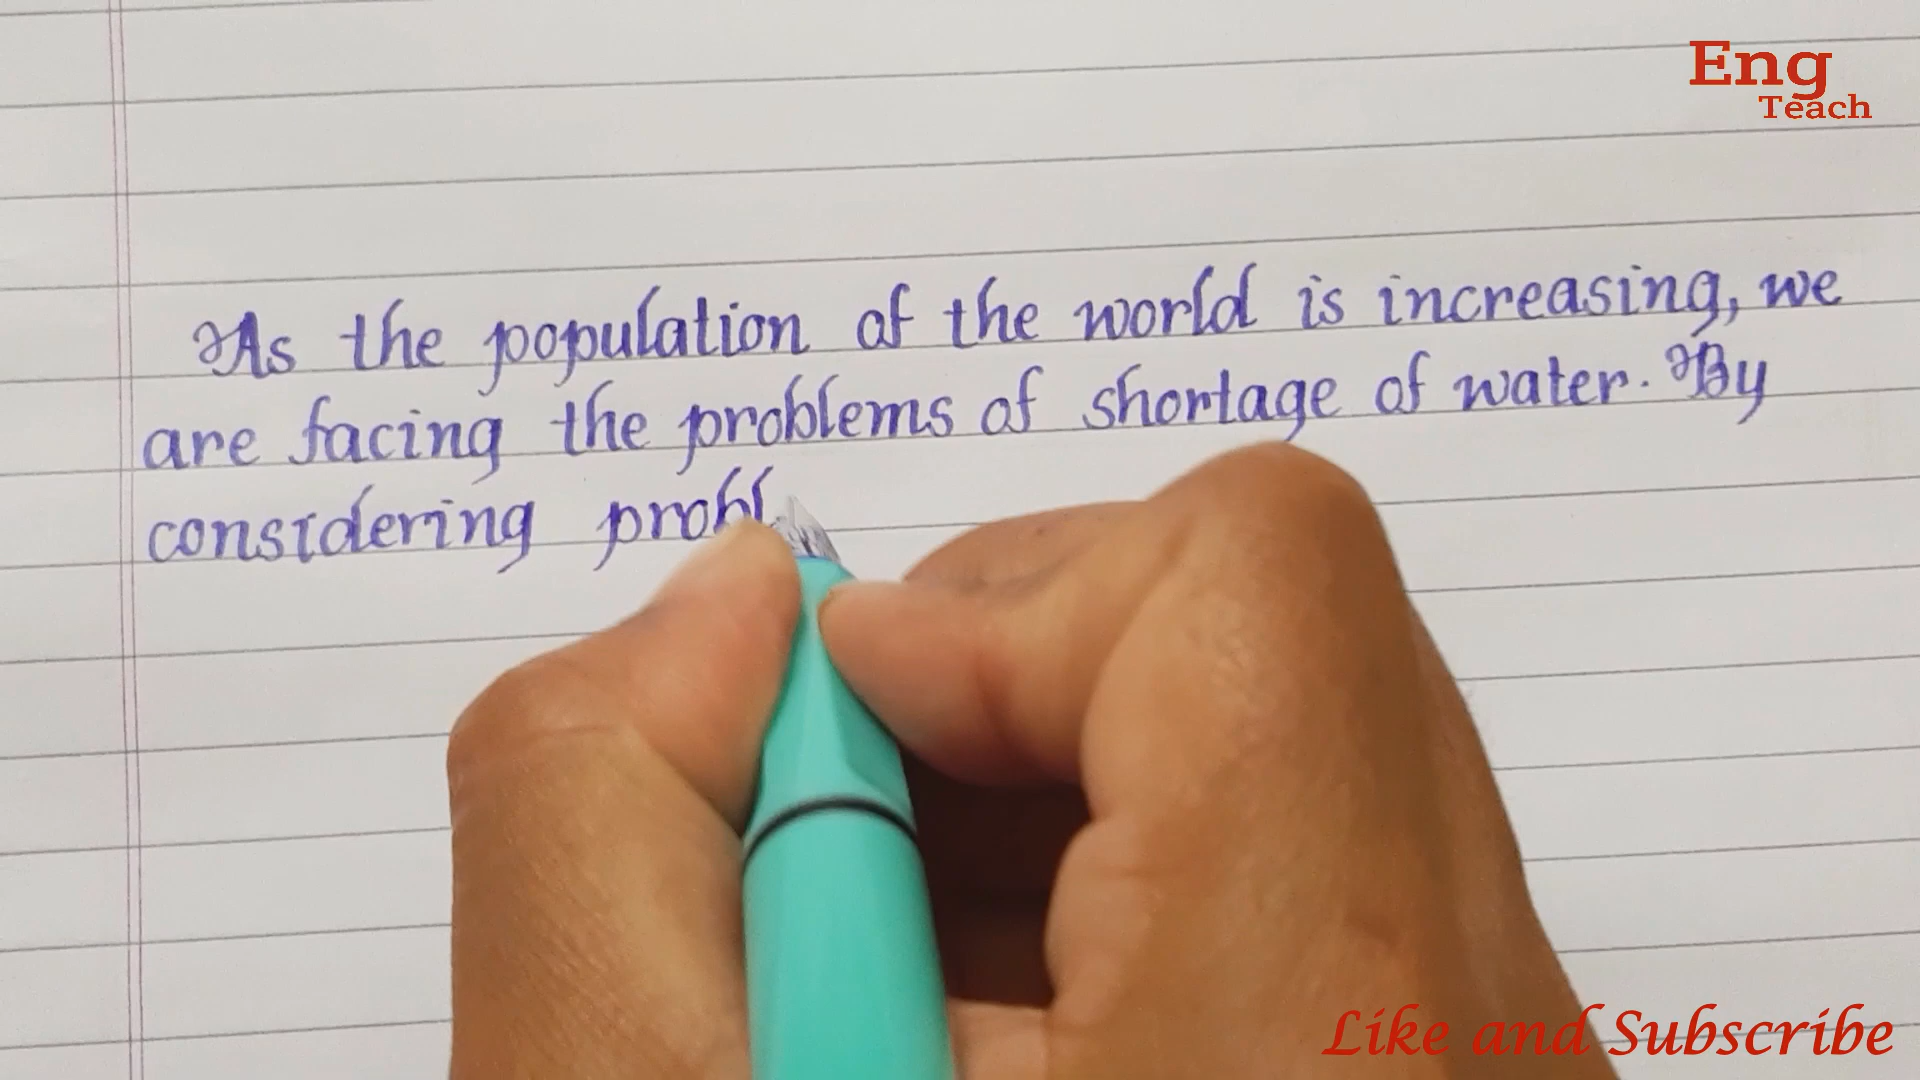 Eng
Teach
As the population of the world is increasing, we
are facing the problems of shortage of water. By
considering probl
Like and Subscribe